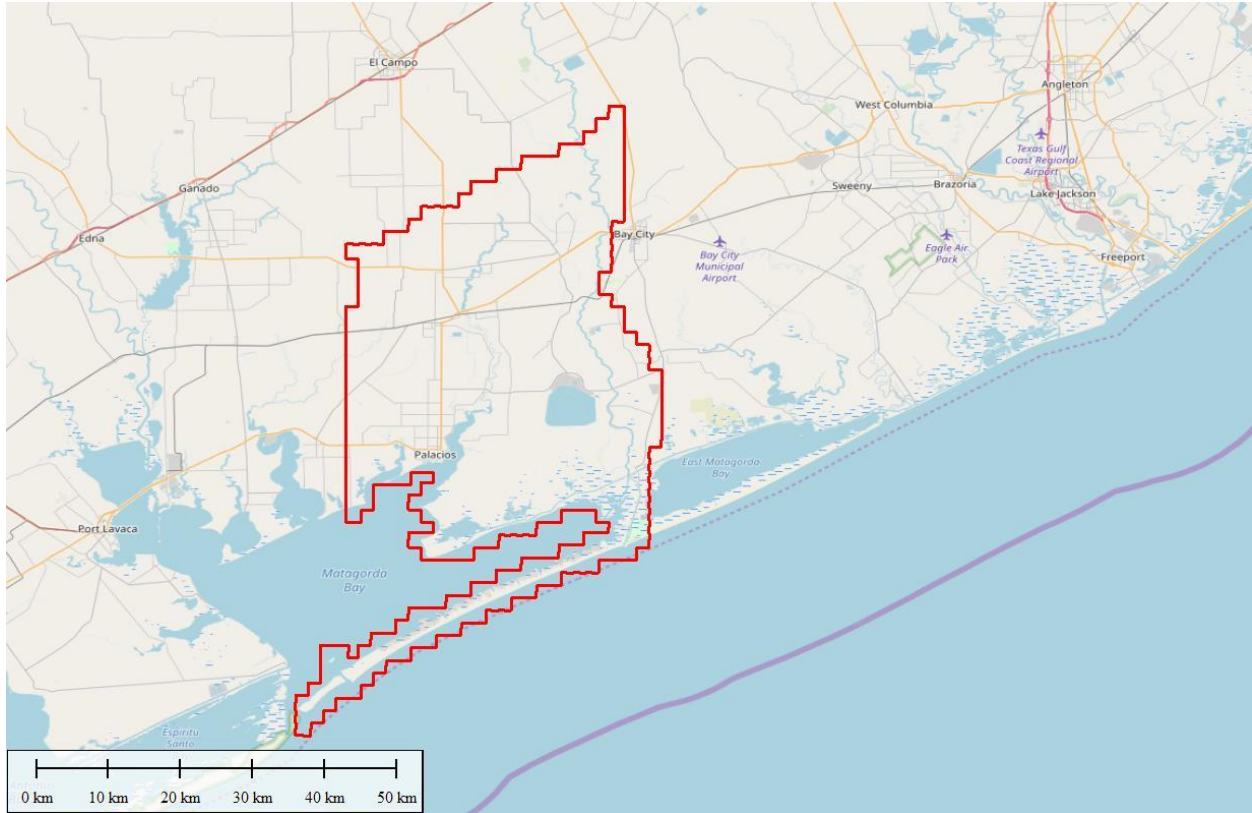 El Campo
Angleton
West Columbia
Texas Gulf
Coast Regional
Airport
Ganado
Sweeny
Brazoria
Lake Jackson
Edna
Bay City
Bay City
Municipal
Airport
Eagle Air
Park
Freeport
Palacios
East Matagorda
Bay
Port Lavaca
Matagorda
Bay
Espiritu
Santo
0 km
10 km
20 km
30 km
40 km
50 km